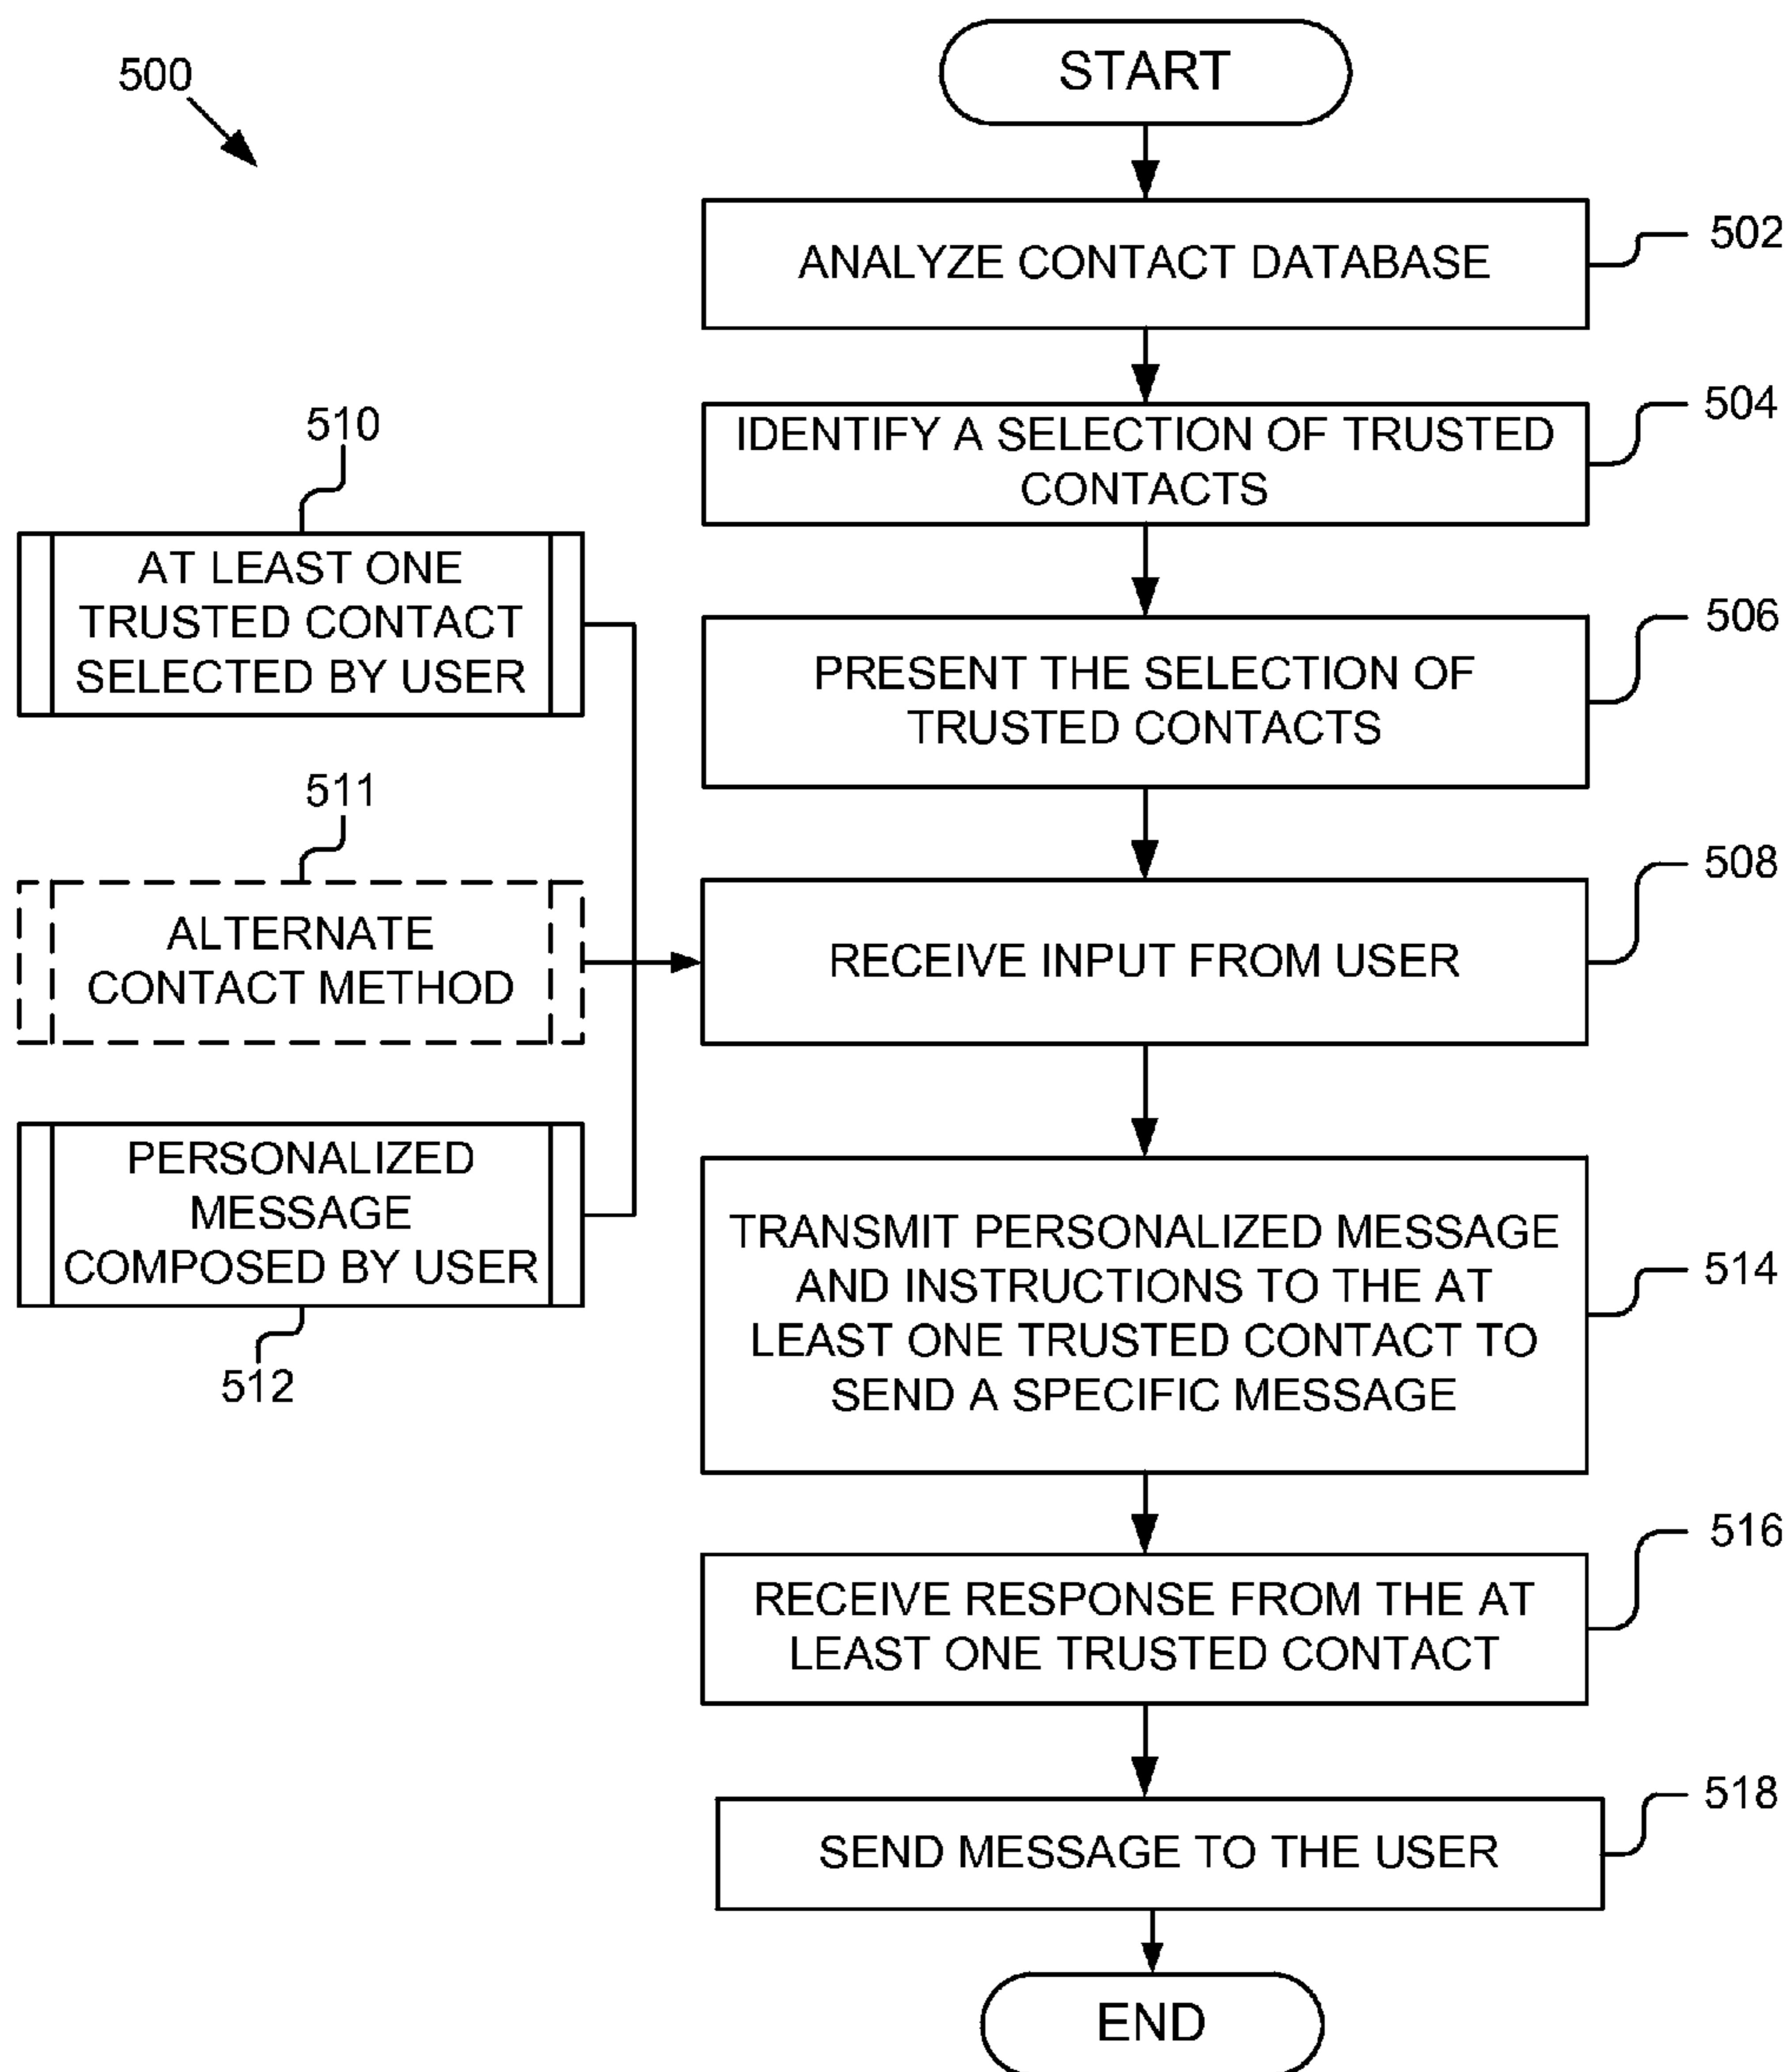 500
START
ANALYZE CONTACT DATABASE
502
IDENTIFY A SELECTION OF TRUSTED
CONTACTS
504
PRESENT THE SELECTION OF
TRUSTED CONTACTS
506
510
AT LEAST ONE
TRUSTED CONTACT
SELECTED BY USER
511
ALTERNATE
CONTACT METHOD
PERSONALIZED
MESSAGE
COMPOSED BY USER
512
RECEIVE INPUT FROM USER
508
TRANSMIT PERSONALIZED MESSAGE
AND INSTRUCTIONS TO THE AT
LEAST ONE TRUSTED CONTACT TO
SEND A SPECIFIC MESSAGE
514
RECEIVE RESPONSE FROM THE AT
LEAST ONE TRUSTED CONTACT
516
SEND MESSAGE TO THE USER
518
END